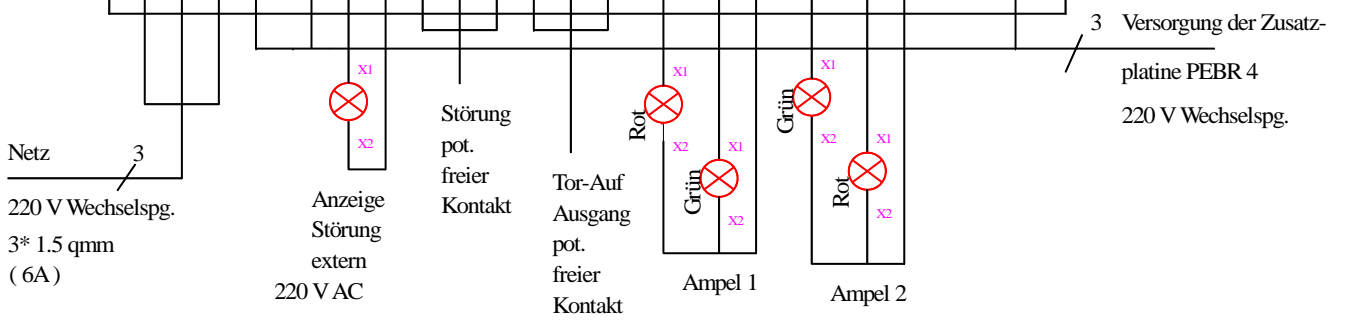 3 Versorgung der Zusatz-
platine PEBR 4
220 V Wechselspg.
Netz 3
220 V Wechselspg.
3* 1.5 qmm
( 6A )
X1
X2
Anzeige
Störung
extern
220 V AC
Störung
pot.
freier
Kontakt
Tor-Auf
Ausgang
pot.
freier
Kontakt
X1
Rot
X2
X1
Grün
X2
Ampel 1
X1
Grün
X2
X1
Rot
X2
Ampel 2